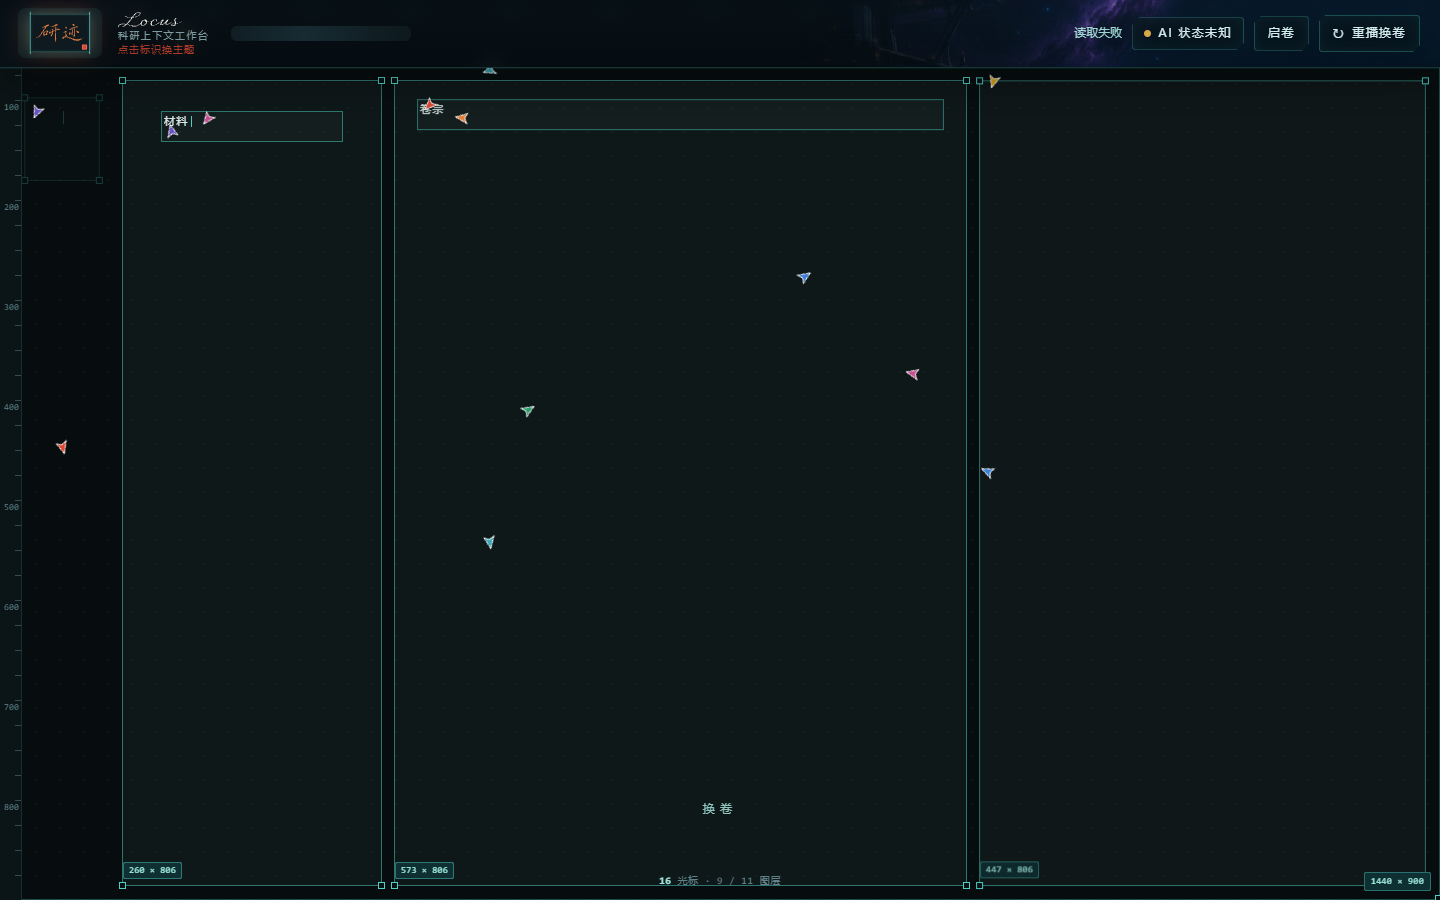 研迹
Locus
科研上下文工作台
点击标识换主题
读取失败
AI 状态未知
启卷
↻ 重播换卷
100
200
300
400
500
600
700
800
材料
卷宗
换卷
260 × 806
573 × 806
16 光标 · 9 / 11 图层
447 × 806
1440 × 900